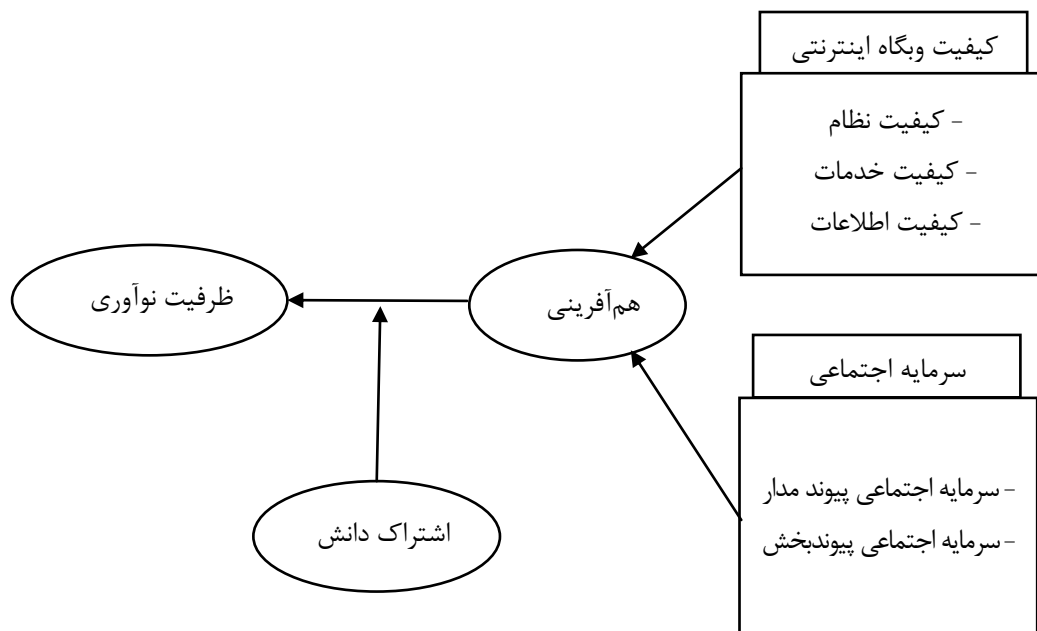 کیفیت وبگاه اینترنتی
- کیفیت نظام
- کیفیت خدمات
- کیفیت اطلاعات
هم‌آفرینی
ظرفیت نوآوری
سرمایه اجتماعی
- سرمایه اجتماعی پیوند مدار
- سرمایه اجتماعی پیوندبخش
اشتراک دانش